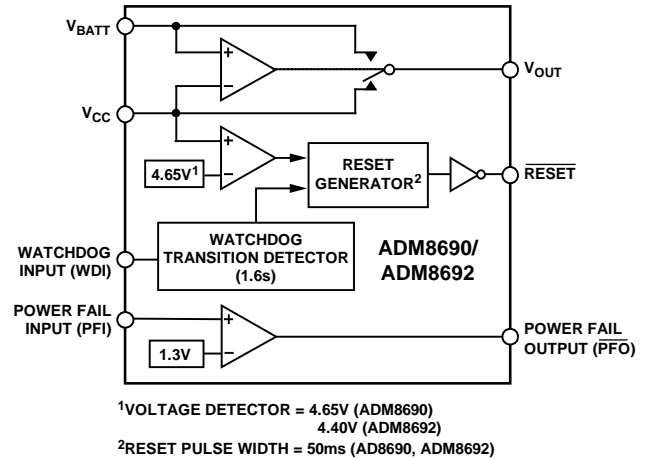 VBATT
VCC
VOUT
+
−
+
−
4.65V1
RESET
GENERATOR2
RESET
WATCHDOG
INPUT (WDI)
WATCHDOG
TRANSITION DETECTOR
(1.6s)
ADM8690/
ADM8692
POWER FAIL
INPUT (PFI)
+
−
1.3V
POWER FAIL
OUTPUT (PFO)
1VOLTAGE DETECTOR = 4.65V (ADM8690)
4.40V (ADM8692)
2RESET PULSE WIDTH = 50ms (AD8690, ADM8692)